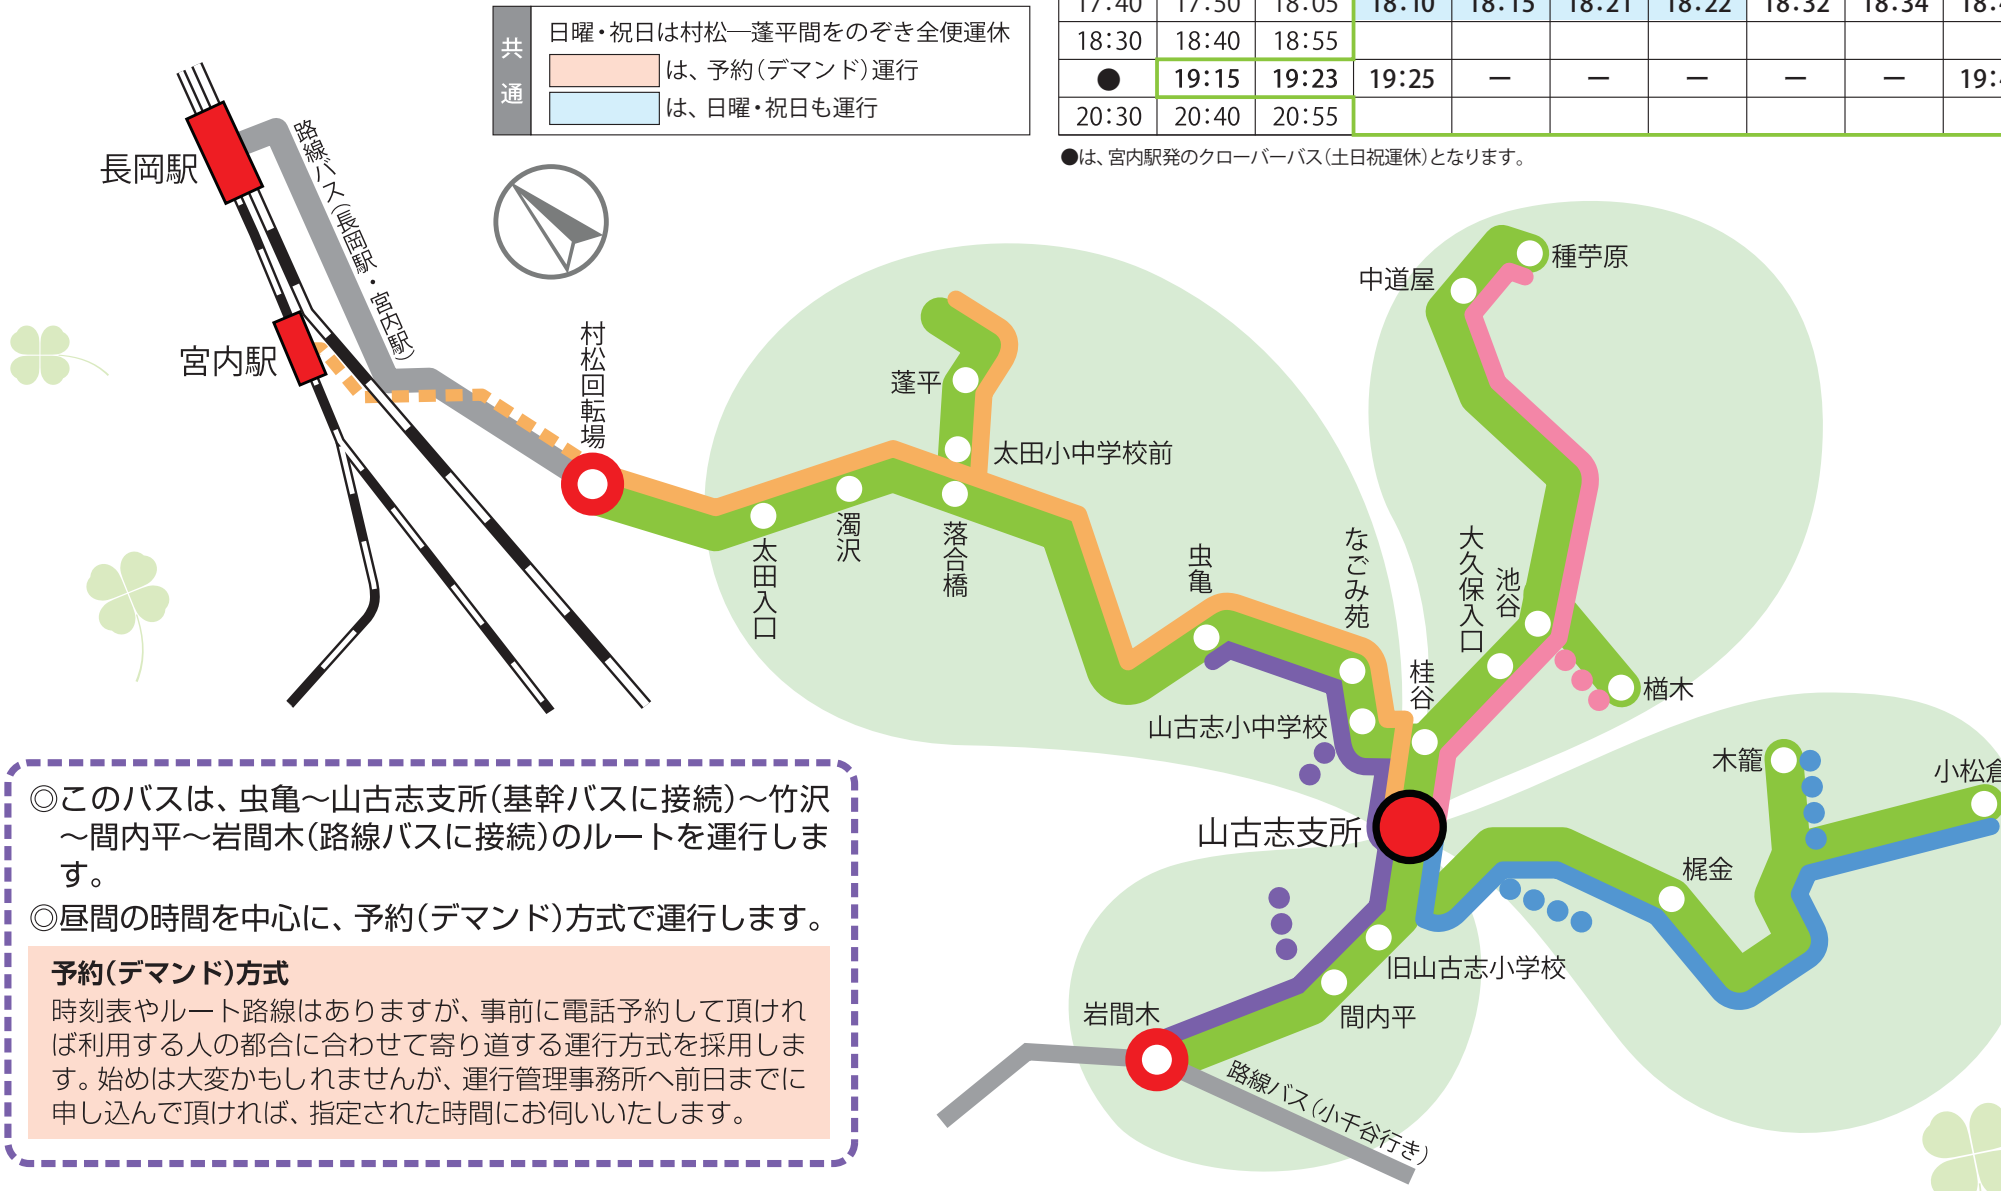 共通
日曜・祝日は村松―蓬平間をのぞき全便運休
は、予約(デマンド)運行
は、日曜・祝日も運行
17:40 17:50 18:05 18:10 18:15 18:21 18:22 18:32 18:34
18:30 18:40 18:55
● 19:15 19:23 19:25 ― ― ― ― ―
20:30 20:40 20:55
●は、宮内駅発のクローバーバス(土日祝運休)となります。
長岡駅
路線バス(長岡駅・宮内駅)
宮内駅
村松回転場
太田入口
濁沢
蓬平
太田小中学校前
落合橋
虫亀
なごみ苑
山古志小中学校
桂谷
大久保入口
池谷
中道屋
種苧原
楢木
山古志支所
木籠
小松倉
梶金
旧山古志小学校
間内平
岩間木
路線バス(小千谷行き)
◎このバスは、虫亀〜山古志支所(基幹バスに接続)〜竹沢
〜間内平〜岩間木(路線バスに接続)のルートを運行しま
す。
◎昼間の時間を中心に、予約(デマンド)方式で運行します。
予約(デマンド)方式
時刻表やルート路線はありますが、事前に電話予約して頂けれ
ば利用する人の都合に合わせて寄り道する運行方式を採用しま
す。始めは大変かもしれませんが、運行管理事務所へ前日までに
申し込んで頂ければ、指定された時間にお伺いいたします。